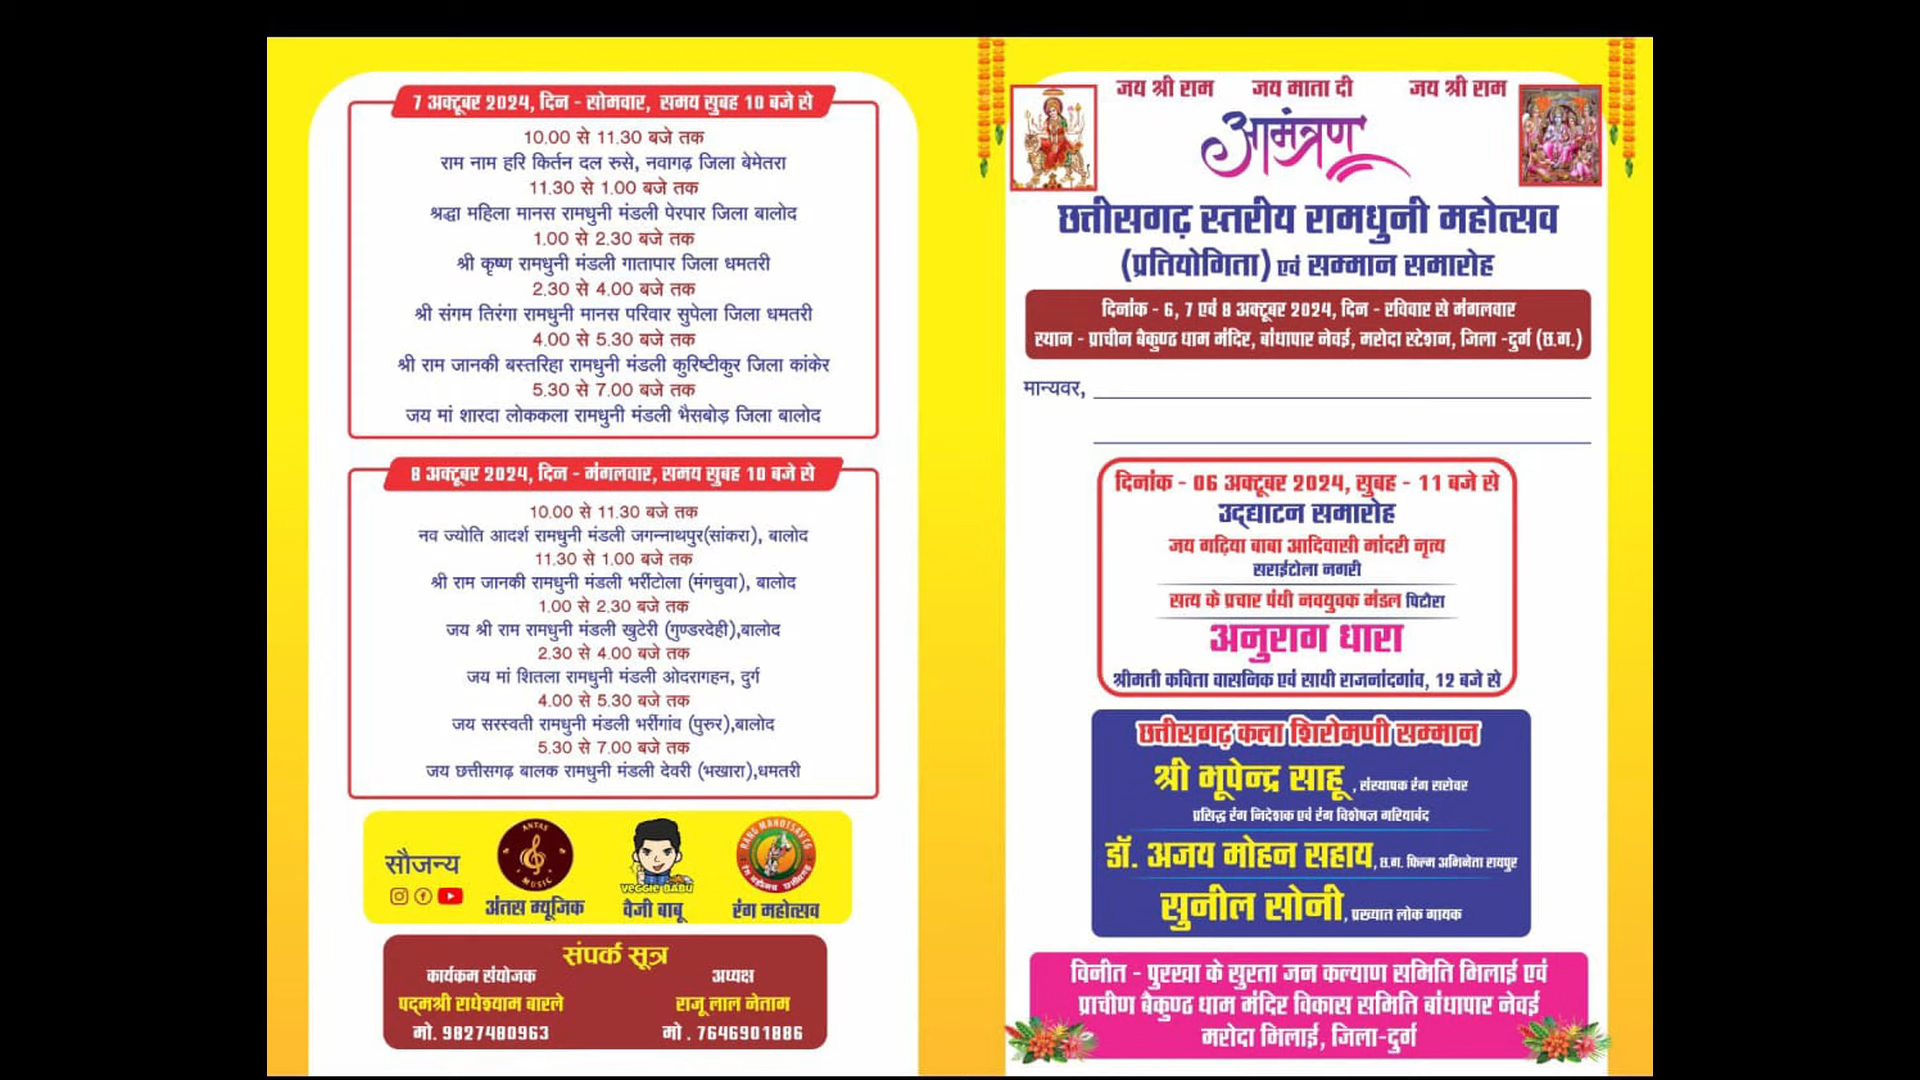 7 अक्टूबर 2024, दिन - सोमवार, समय सुबह 10 बजे से
10.00 से 11.30 बजे तक
राम नाम हरि किर्तन दल रुसे, नवागढ़ जिला बेमेतरा
11.30 से 1.00 बजे तक
श्रद्धा महिला मानस रामधुनी मंडली पेरपार जिला बालोद
1.00 से 2.30 बजे तक
श्री कृष्ण रामधुनी मंडली गातापार जिला धमतरी
2.30 से 4.00 बजे तक
श्री संगम तिरंगा रामधुनी मानस परिवार सुपेला जिला धमतरी
4.00 से 5.30 बजे तक
श्री राम जानकी बस्तरिहा रामधुनी मंडली कुरिष्टीकुर जिला कांकेर
5.30 से 7.00 बजे तक
जय मां शारदा लोककला रामधुनी मंडली भैसबोड़ जिला बालोद
8 अक्टूबर 2024, दिन - मंगलवार, समय सुबह 10 बजे से
10.00 से 11.30 बजे तक
नव ज्योति आदर्श रामधुनी मंडली जगन्नाथपुर(सांकरा), बालोद
11.30 से 1.00 बजे तक
श्री राम जानकी रामधुनी मंडली भर्रीटोला (मंगचुवा), बालोद
1.00 से 2.30 बजे तक
जय श्री राम रामधुनी मंडली खुटेरी (गुण्डरदेही),बालोद
2.30 से 4.00 बजे तक
जय मां शितला रामधुनी मंडली ओदरागहन, दुर्ग
4.00 से 5.30 बजे तक
जय सरस्वती रामधुनी मंडली भर्रीगांव (पुरुर),बालोद
5.30 से 7.00 बजे तक
जय छत्तीसगढ़ बालक रामधुनी मंडली देवरी (भखारा),धमतरी
सौजन्य
ANTAS MUSIC
अंतस म्यूजिक
VEGGIE BABU
वैजी बाबू
RANG MAHOTSAV CG
रंग महोत्सव छत्तीसगढ़
रंग महोत्सव
संपर्क सूत्र
कार्यक्रम संयोजक
पद्मश्री राधेश्याम बारले
मो. 9827480963
अध्यक्ष
राजू लाल नेताम
मो . 7646901886
जय श्री राम जय माता दी जय श्री राम
आमंत्रण
छत्तीसगढ़ स्तरीय रामधुनी महोत्सव
(प्रतियोगिता) एवं सम्मान समारोह
दिनांक - 6, 7 एवं 8 अक्टूबर 2024, दिन - रविवार से मंगलवार
स्थान - प्राचीन बैकुण्ठ धाम मंदिर, बांधापार नेवई, मरोदा स्टेशन, जिला -दुर्ग (छ.ग.)
मान्यवर,
दिनांक - 06 अक्टूबर 2024, सुबह - 11 बजे से
उद्घाटन समारोह
जय गढ़िया बाबा आदिवासी मांदरी नृत्य
सराईटोला नगरी
सत्य के प्रचार पंथी नवयुवक मंडल पिटौरा
अनुराग धारा
श्रीमती कविता वासनिक एवं साथी राजनांदगांव, 12 बजे से
छत्तीसगढ़ कला शिरोमणी सम्मान
श्री भूपेन्द्र साहू , संस्थापक रंग सरोवर
प्रसिद्ध रंग निदेशक एवं रंग विशेषज्ञ गरियाबंद
डॉ. अजय मोहन सहाय, छ.ग. फिल्म अभिनेता रायपुर
सुनील सोनी, प्रख्यात लोक गायक
विनीत - पुरखा के सुरता जन कल्याण समिति भिलाई एवं
प्राचीण बैकुण्ठ धाम मंदिर विकास समिति बांधापार नेवई
मरोदा भिलाई, जिला-दुर्ग